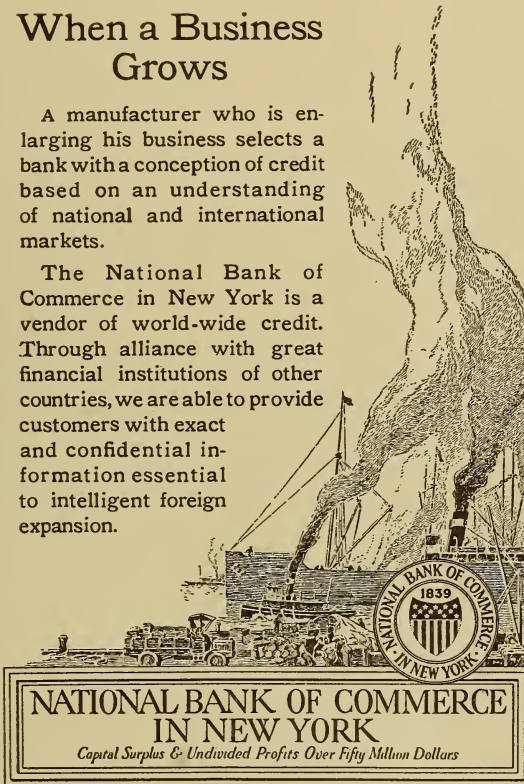 When a Business
Grows
A manufacturer who is en-
larging his business selects a
bank with a conception of credit
based on an understanding
of national and international
markets.
The National Bank of
Commerce in New York is a
vendor of world-wide credit.
Through alliance with great
financial institutions of other
countries, we are able to provide
customers with exact
and confidential in-
formation essential
to intelligent foreign
expansion.
NATIONAL BANK OF COMMERCE
1839
· IN NEW YORK ·
NATIONAL BANK OF COMMERCE
IN NEW YORK
Capital Surplus & Undivided Profits Over Fifty Million Dollars